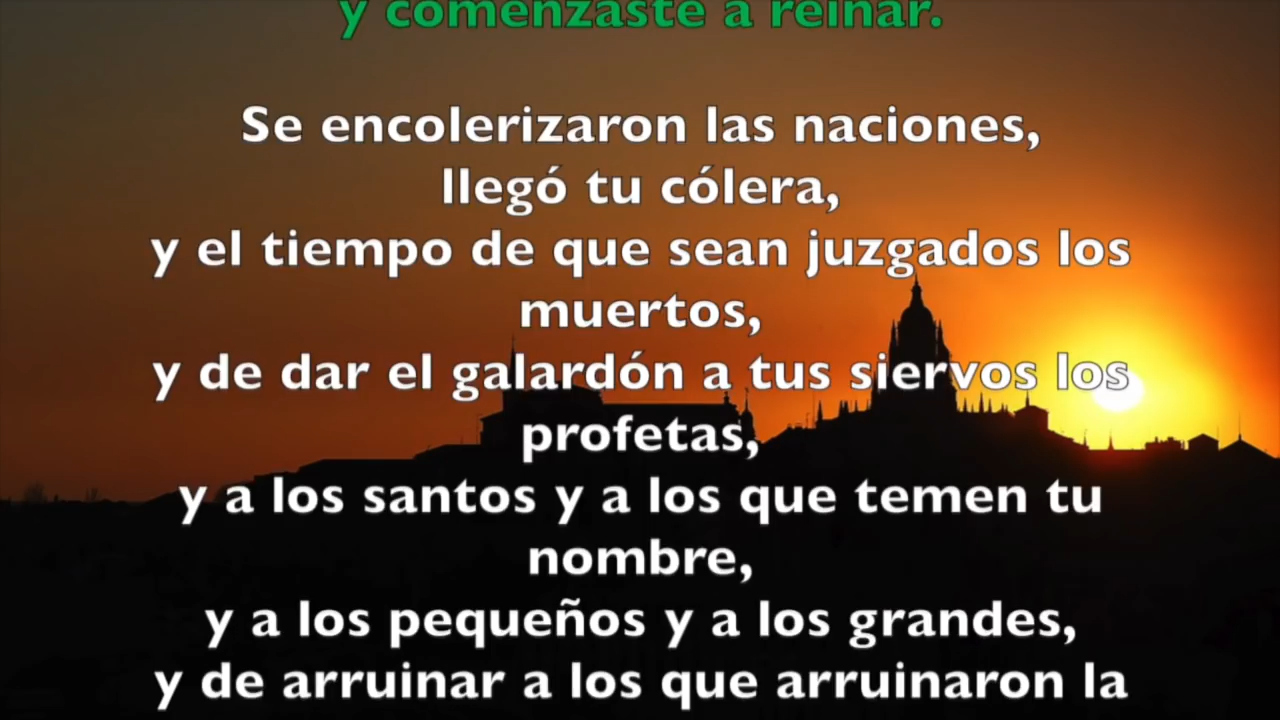 y comenzaste a reinar.
Se encolerizaron las naciones,
llegó tu cólera,
y el tiempo de que sean juzgados los
muertos,
y de dar el galardón a tus siervos los
profetas,
y a los santos y a los que temen tu
nombre,
y a los pequeños y a los grandes,
y de arruinar a los que arruinaron la